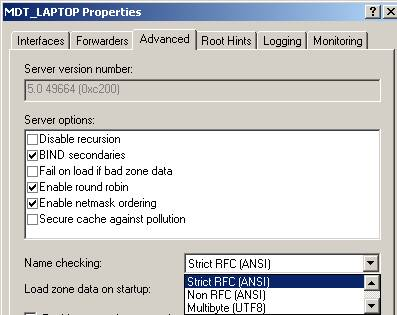 MDT_LAPTOP Properties
Interfaces Forwarders Advanced Root Hints Logging Monitoring
Server version number:
5.0 49664 (0xc200)
Server options:
Disable recursion
BIND secondaries
Fail on load if bad zone data
Enable round robin
Enable netmask ordering
Secure cache against pollution
Name checking: Strict RFC (ANSI)
Strict RFC (ANSI)
Load zone data on startup: Non RFC (ANSI)
Multibyte (UTF8)